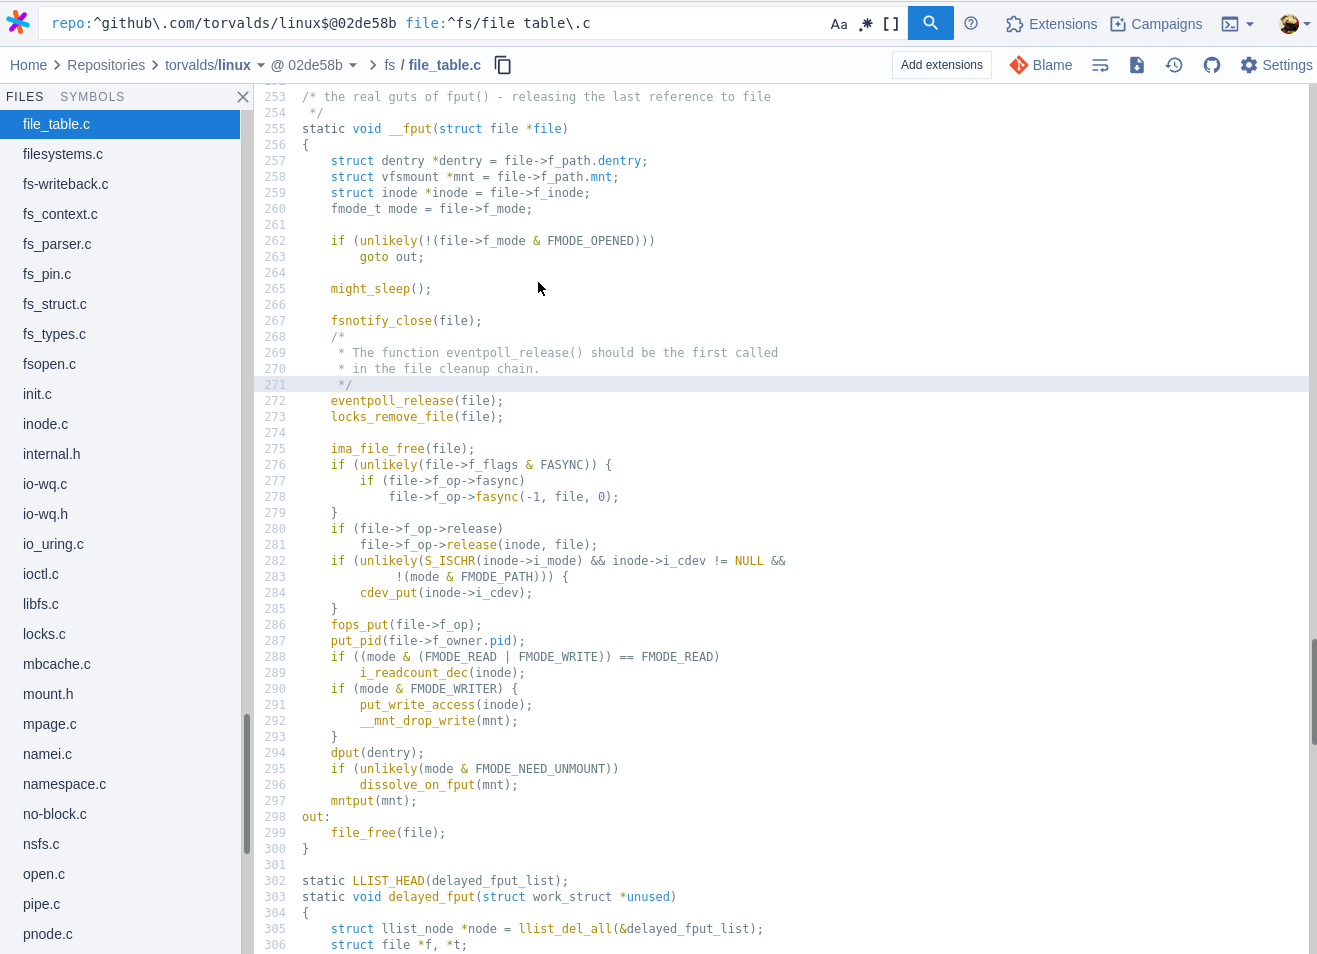 repo:^github\.com/torvalds/linux$@02de58b file:^fs/file_table\.c
Aa .* [ ]
Extensions
Campaigns
Home > Repositories > torvalds/linux @ 02de58b > fs / file_table.c
Add extensions
Blame
Settings
FILES SYMBOLS
file_table.c
filesystems.c
fs-writeback.c
fs_context.c
fs_parser.c
fs_pin.c
fs_struct.c
fs_types.c
fsopen.c
init.c
inode.c
internal.h
io-wq.c
io-wq.h
io_uring.c
ioctl.c
libfs.c
locks.c
mbcache.c
mount.h
mpage.c
namei.c
namespace.c
no-block.c
nsfs.c
open.c
pipe.c
pnode.c
253 /* the real guts of fput() - releasing the last reference to file
254  */
255 static void __fput(struct file *file)
256 {
257     struct dentry *dentry = file->f_path.dentry;
258     struct vfsmount *mnt = file->f_path.mnt;
259     struct inode *inode = file->f_inode;
260     fmode_t mode = file->f_mode;
261
262     if (unlikely(!(file->f_mode & FMODE_OPENED)))
263         goto out;
264
265     might_sleep();
266
267     fsnotify_close(file);
268     /*
269      * The function eventpoll_release() should be the first called
270      * in the file cleanup chain.
271      */
272     eventpoll_release(file);
273     locks_remove_file(file);
274
275     ima_file_free(file);
276     if (unlikely(file->f_flags & FASYNC)) {
277         if (file->f_op->fasync)
278             file->f_op->fasync(-1, file, 0);
279     }
280     if (file->f_op->release)
281         file->f_op->release(inode, file);
282     if (unlikely(S_ISCHR(inode->i_mode) && inode->i_cdev != NULL &&
283              !(mode & FMODE_PATH))) {
284         cdev_put(inode->i_cdev);
285     }
286     fops_put(file->f_op);
287     put_pid(file->f_owner.pid);
288     if ((mode & (FMODE_READ | FMODE_WRITE)) == FMODE_READ)
289         i_readcount_dec(inode);
290     if (mode & FMODE_WRITER) {
291         put_write_access(inode);
292         __mnt_drop_write(mnt);
293     }
294     dput(dentry);
295     if (unlikely(mode & FMODE_NEED_UNMOUNT))
296         dissolve_on_fput(mnt);
297     mntput(mnt);
298 out:
299     file_free(file);
300 }
301
302 static LLIST_HEAD(delayed_fput_list);
303 static void delayed_fput(struct work_struct *unused)
304 {
305     struct llist_node *node = llist_del_all(&delayed_fput_list);
306     struct file *f, *t;